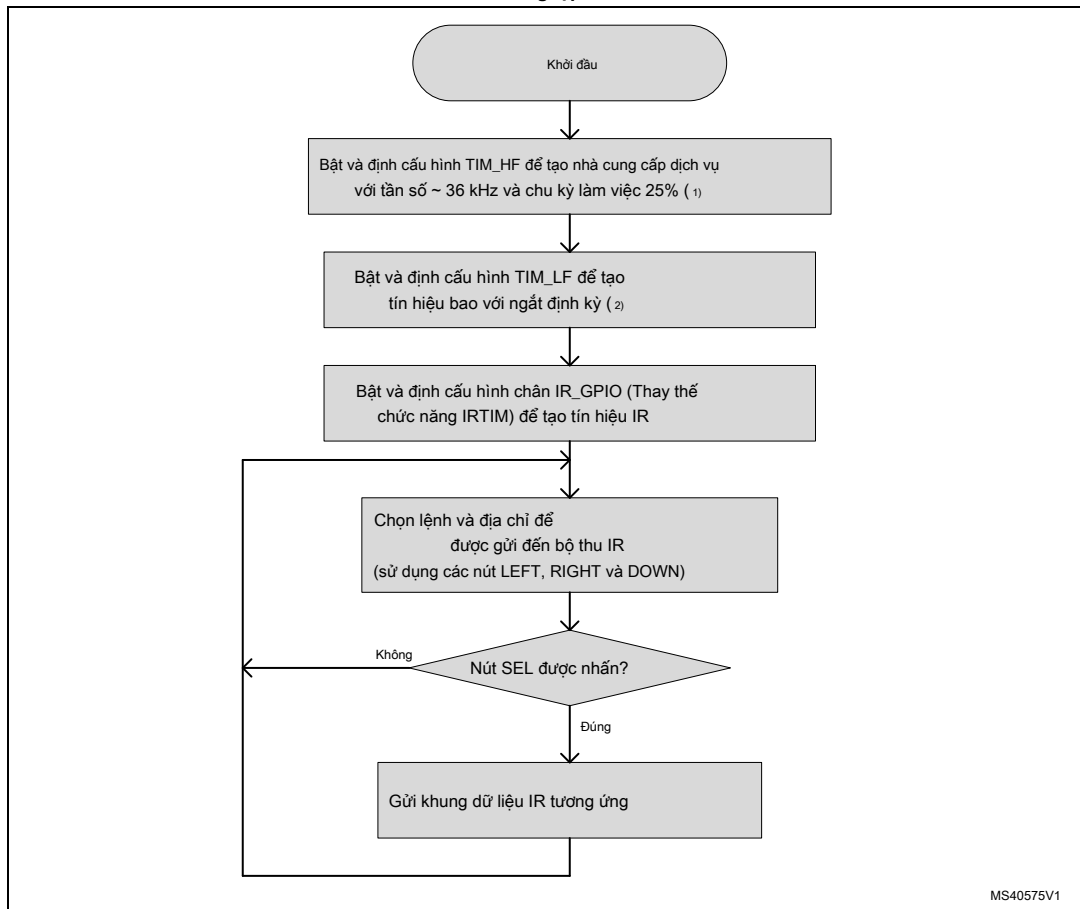 Khởi đầu
Bật và định cấu hình TIM_HF để tạo nhà cung cấp dịch vụ
với tần số ~ 36 kHz và chu kỳ làm việc 25% ( 1)
Bật và định cấu hình TIM_LF để tạo
tín hiệu bao với ngắt định kỳ ( 2)
Bật và định cấu hình chân IR_GPIO (Thay thế
chức năng IRTIM) để tạo tín hiệu IR
Chọn lệnh và địa chỉ để
được gửi đến bộ thu IR
(sử dụng các nút LEFT, RIGHT và DOWN)
Không
Nút SEL được nhấn?
Đúng
Gửi khung dữ liệu IR tương ứng
MS40575V1